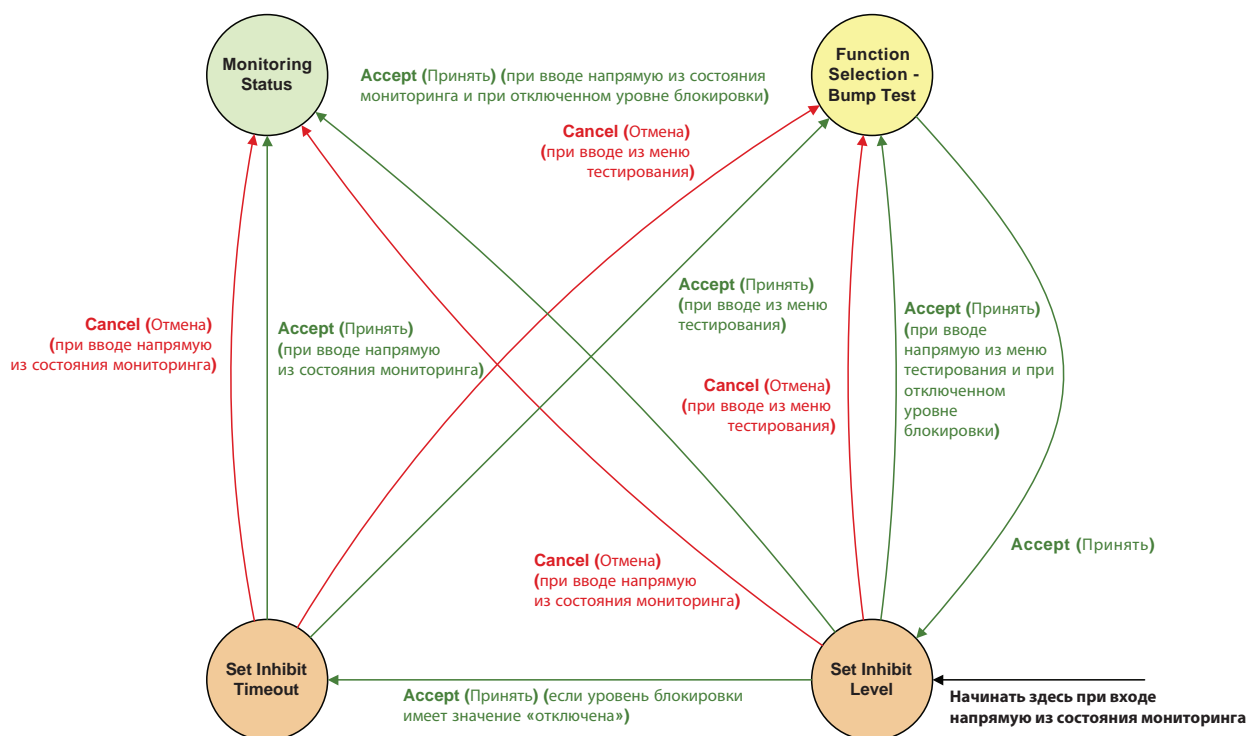 Monitoring
Status
Function
Selection -
Bump Test
Accept (Принять) (при вводе напрямую из состояния
мониторинга и при отключенном уровне блокировки)
Cancel (Отмена)
(при вводе из меню
тестирования)
Cancel (Отмена)
(при вводе напрямую
из состояния мониторинга)
Accept (Принять)
(при вводе напрямую
из состояния мониторинга)
Accept (Принять)
(при вводе из меню
тестирования)
Cancel (Отмена)
(при вводе из меню
тестирования)
Accept (Принять)
(при вводе
напрямую из меню
тестирования и при
отключенном
уровне
блокировки)
Accept (Принять)
Cancel (Отмена)
(при вводе напрямую
из состояния мониторинга)
Set Inhibit
Timeout
Accept (Принять) (если уровень блокировки
имеет значение «отключена»)
Set Inhibit
Level
Начинать здесь при входе
напрямую из состояния мониторинга